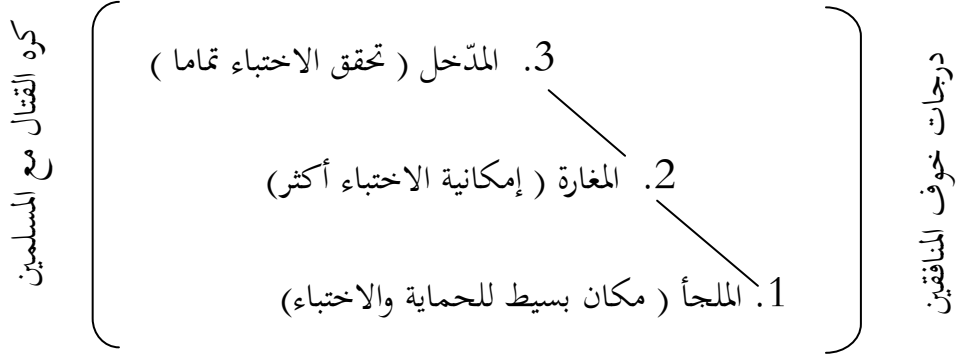 درجات خوف المنافقين
3. المدّخل ( تحقق الاختباء تماما )
2. المغارة ( إمكانية الاختباء أكثر)
1. الملجأ ( مكان بسيط للحماية والاختباء)
كره القتال مع المسلمين